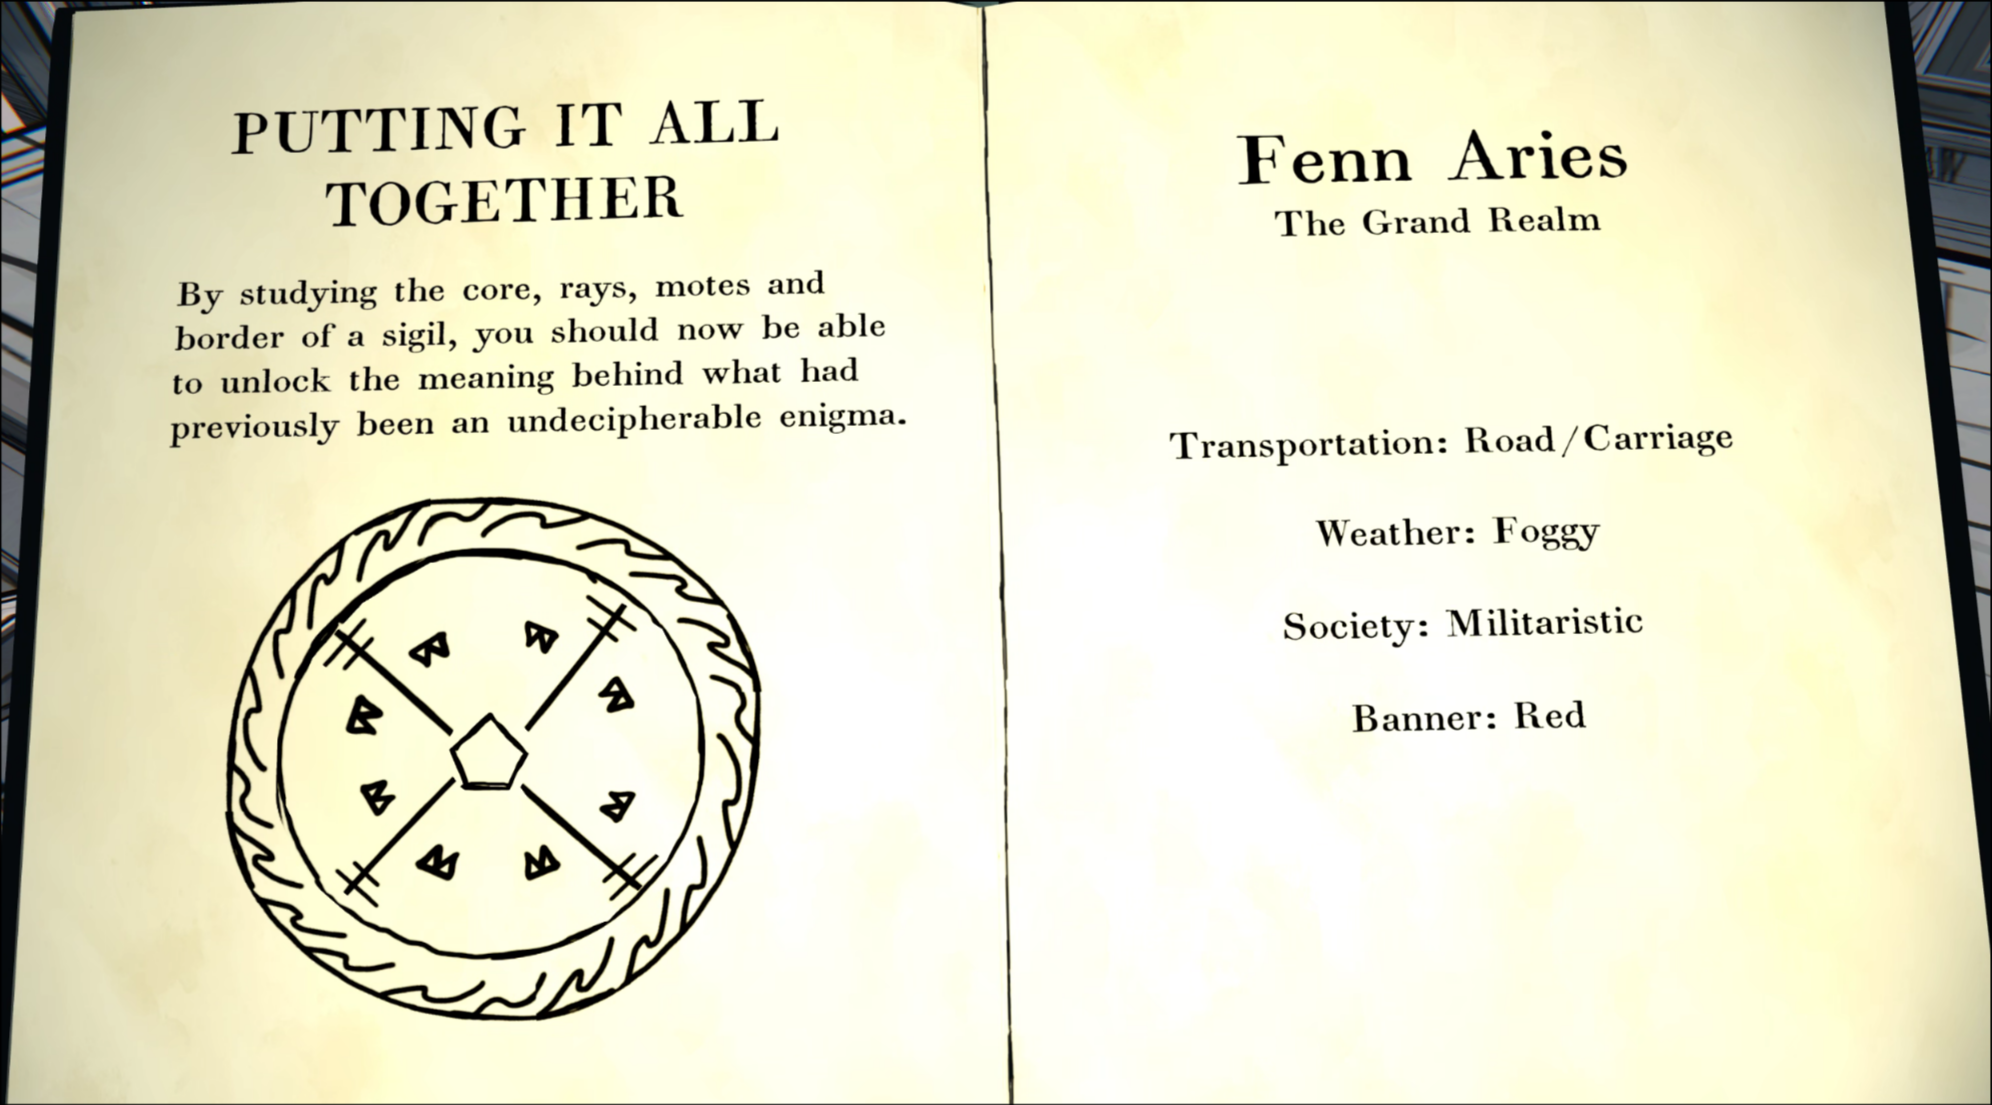 PUTTING IT ALL
TOGETHER
By studying the core, rays, motes and
border of a sigil, you should now be able
to unlock the meaning behind what had
previously been an undecipherable enigma.
Fenn Aries
The Grand Realm
Transportation: Road/Carriage
Weather: Foggy
Society: Militaristic
Banner: Red